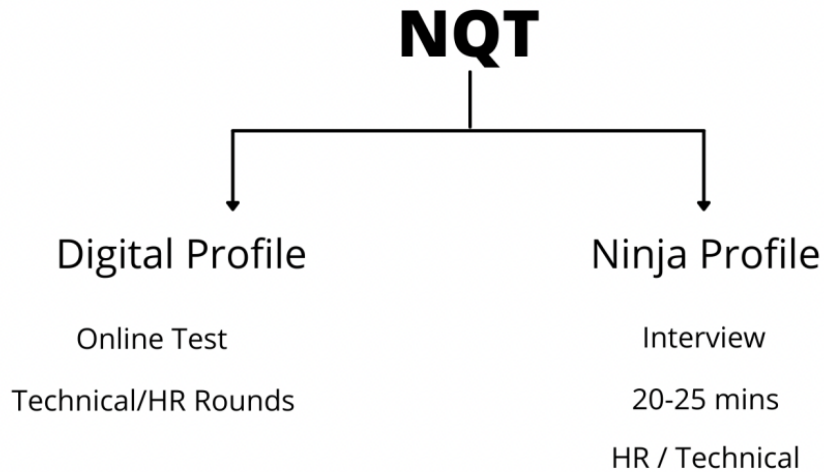 NQT
Digital Profile
Online Test
Technical/HR Rounds
Ninja Profile
Interview
20-25 mins
HR / Technical